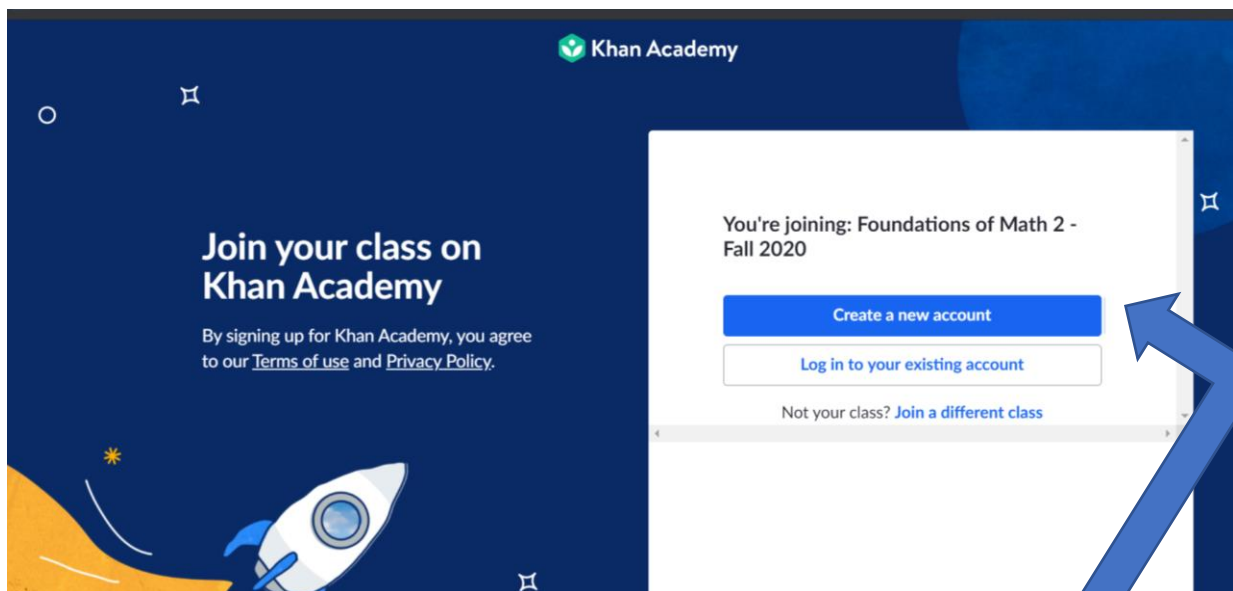 Khan Academy
Join your class on
Khan Academy
By signing up for Khan Academy, you agree
to our Terms of use and Privacy Policy.
You're joining: Foundations of Math 2 -
Fall 2020
Create a new account
Log in to your existing account
Not your class? Join a different class